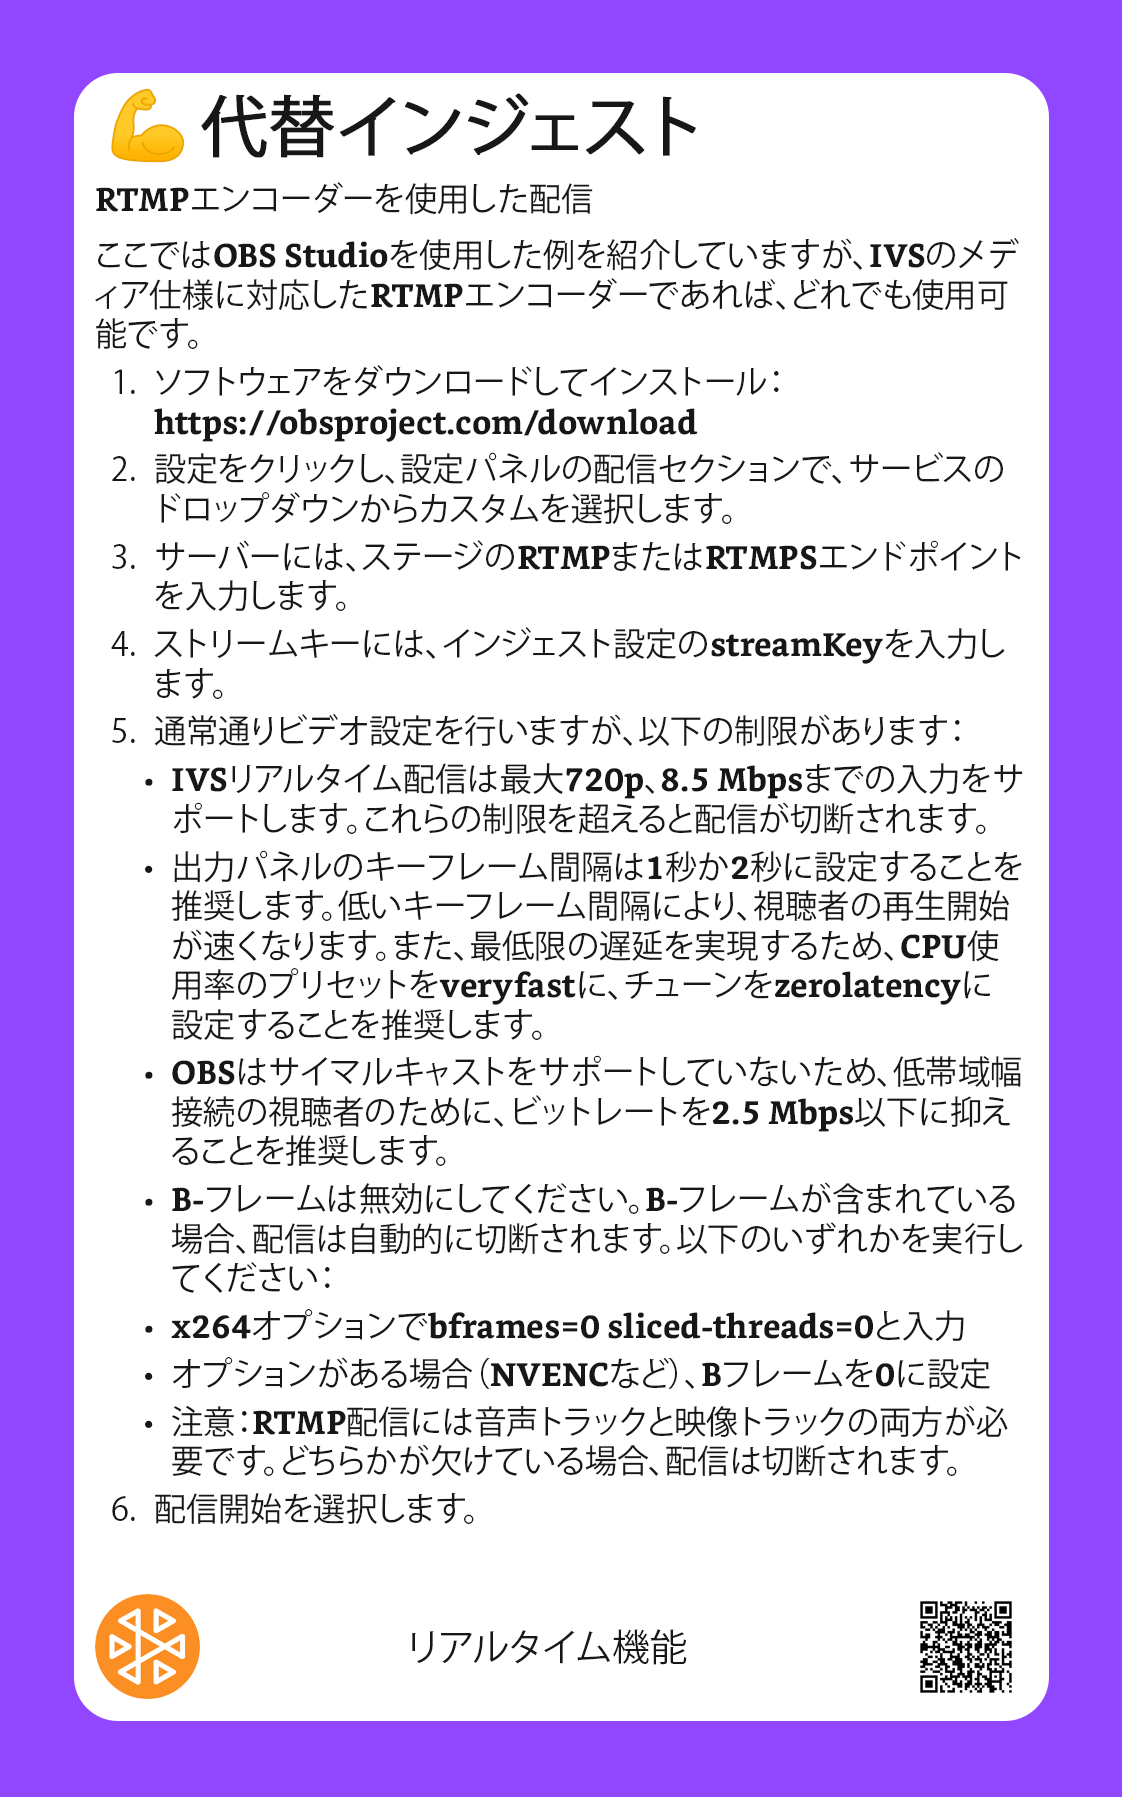 代替インジェスト
RTMPエンコーダーを使用した配信
ここではOBS Studioを使用した例を紹介していますが、IVSのメデ
ィア仕様に対応したRTMPエンコーダーであれば、どれでも使用可
能です。
1. ソフトウェアをダウンロードしてインストール：
https://obsproject.com/download
2. 設定をクリックし、設定パネルの配信セクションで、サービスの
ドロップダウンからカスタムを選択します。
3. サーバーには、ステージのRTMPまたはRTMPSエンドポイント
を入力します。
4. ストリームキーには、インジェスト設定のstreamKeyを入力し
ます。
5. 通常通りビデオ設定を行いますが、以下の制限があります：
• IVSリアルタイム配信は最大720p、8.5 Mbpsまでの入力をサ
ポートします。これらの制限を超えると配信が切断されます。
• 出力パネルのキーフレーム間隔は1秒か2秒に設定することを
推奨します。低いキーフレーム間隔により、視聴者の再生開始
が速くなります。また、最低限の遅延を実現するため、CPU使
用率のプリセットをveryfastに、チューンをzerolatencyに
設定することを推奨します。
• OBSはサイマルキャストをサポートしていないため、低帯域幅
接続の視聴者のために、ビットレートを2.5 Mbps以下に抑え
ることを推奨します。
• B-フレームは無効にしてください。B-フレームが含まれている
場合、配信は自動的に切断されます。以下のいずれかを実行し
てください：
• x264オプションでbframes=0 sliced-threads=0と入力
• オプションがある場合（NVENCなど）、Bフレームを0に設定
• 注意：RTMP配信には音声トラックと映像トラックの両方が必
要です。どちらかが欠けている場合、配信は切断されます。
6. 配信開始を選択します。
リアルタイム機能